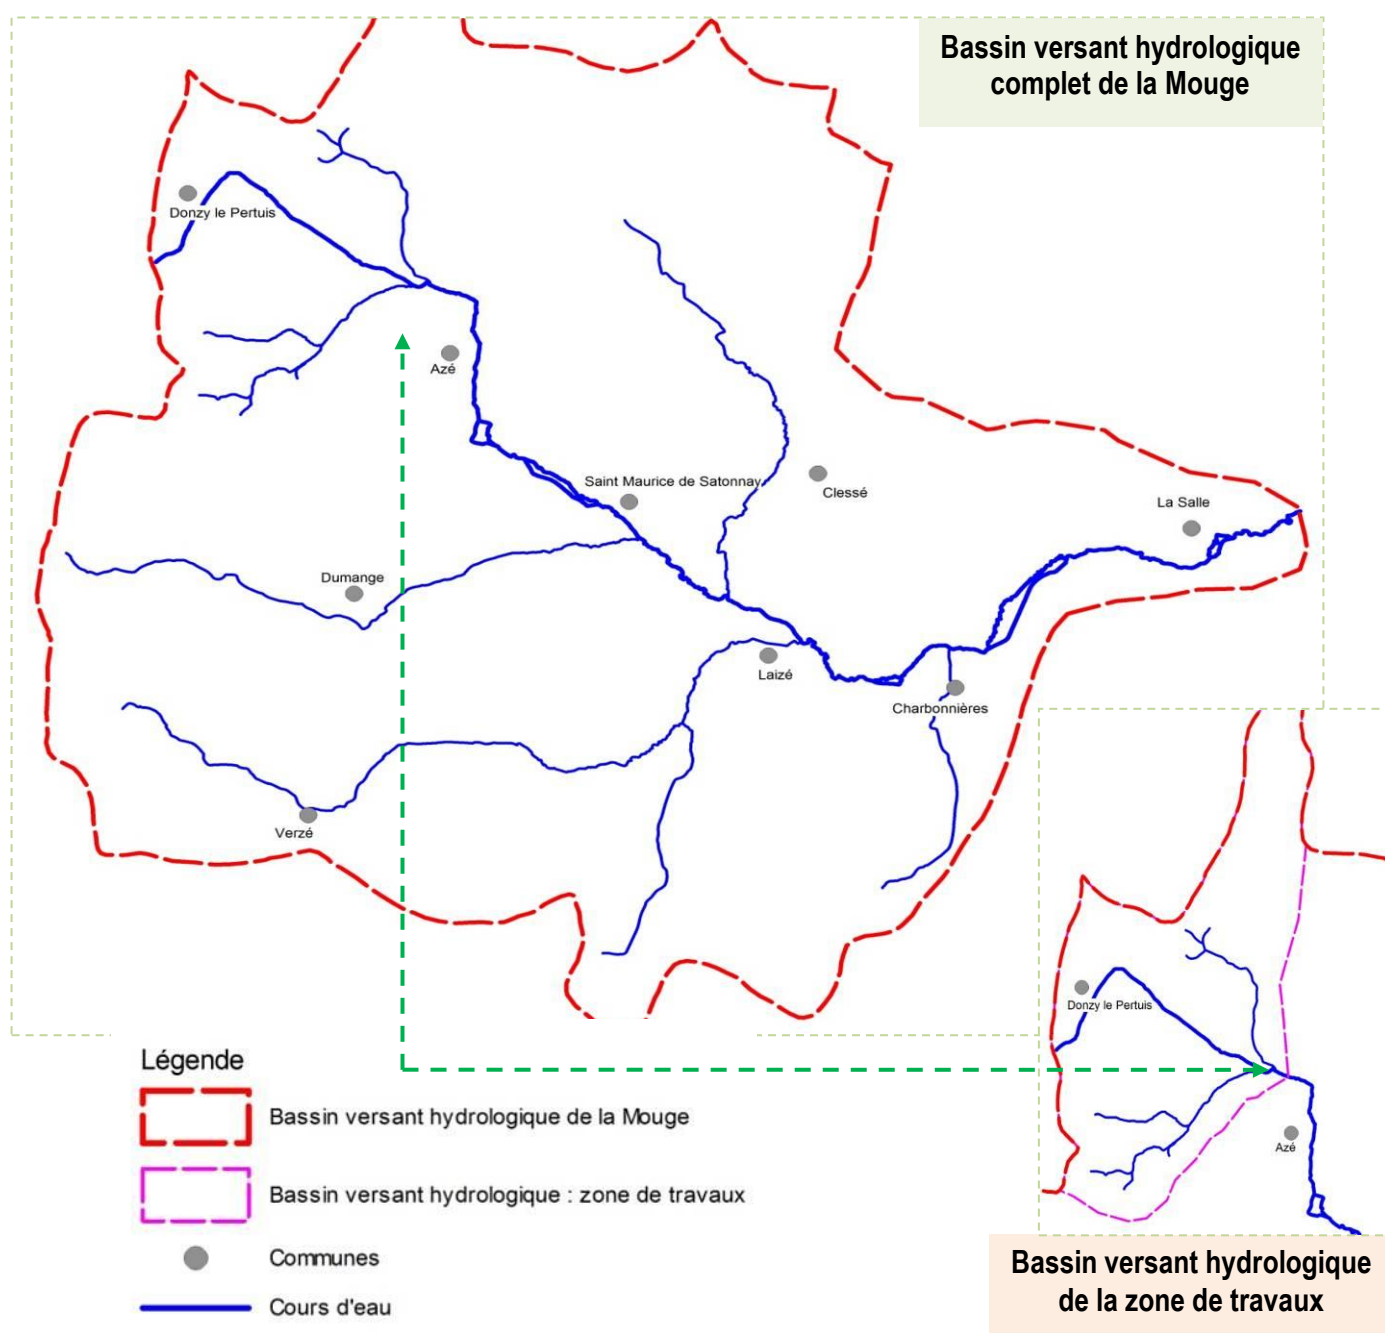 Bassin versant hydrologique
complet de la Mouge
Donzy le Pertuis
Azé
Saint Maurice de Satonnay
Clessé
La Salle
Dumange
Laizé
Charbonnières
Verzé
Donzy le Pertuis
Azé
Légende
Bassin versant hydrologique de la Mouge
Bassin versant hydrologique : zone de travaux
Communes
Cours d'eau
Bassin versant hydrologique
de la zone de travaux